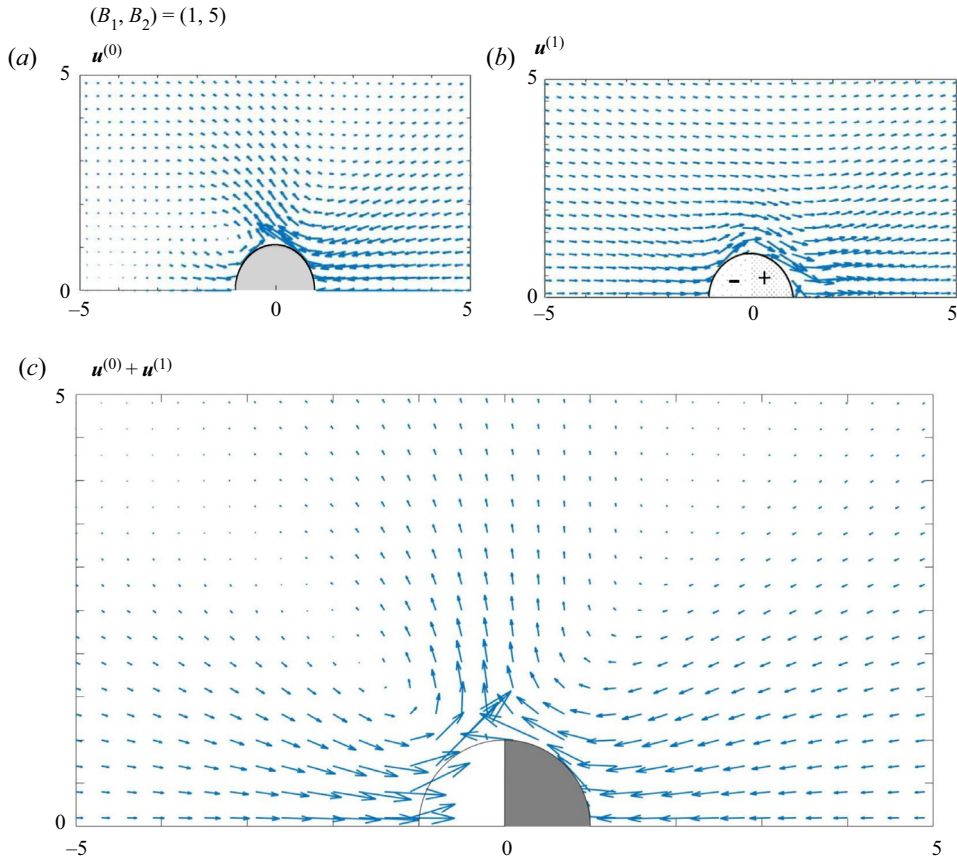 (B₁, B₂) = (1, 5)
(a) u⁽⁰⁾
(b) u⁽¹⁾
5
0
−5 0 5
5
0
−5 0 5
− +
(c) u⁽⁰⁾ + u⁽¹⁾
5
0
−5 0 5